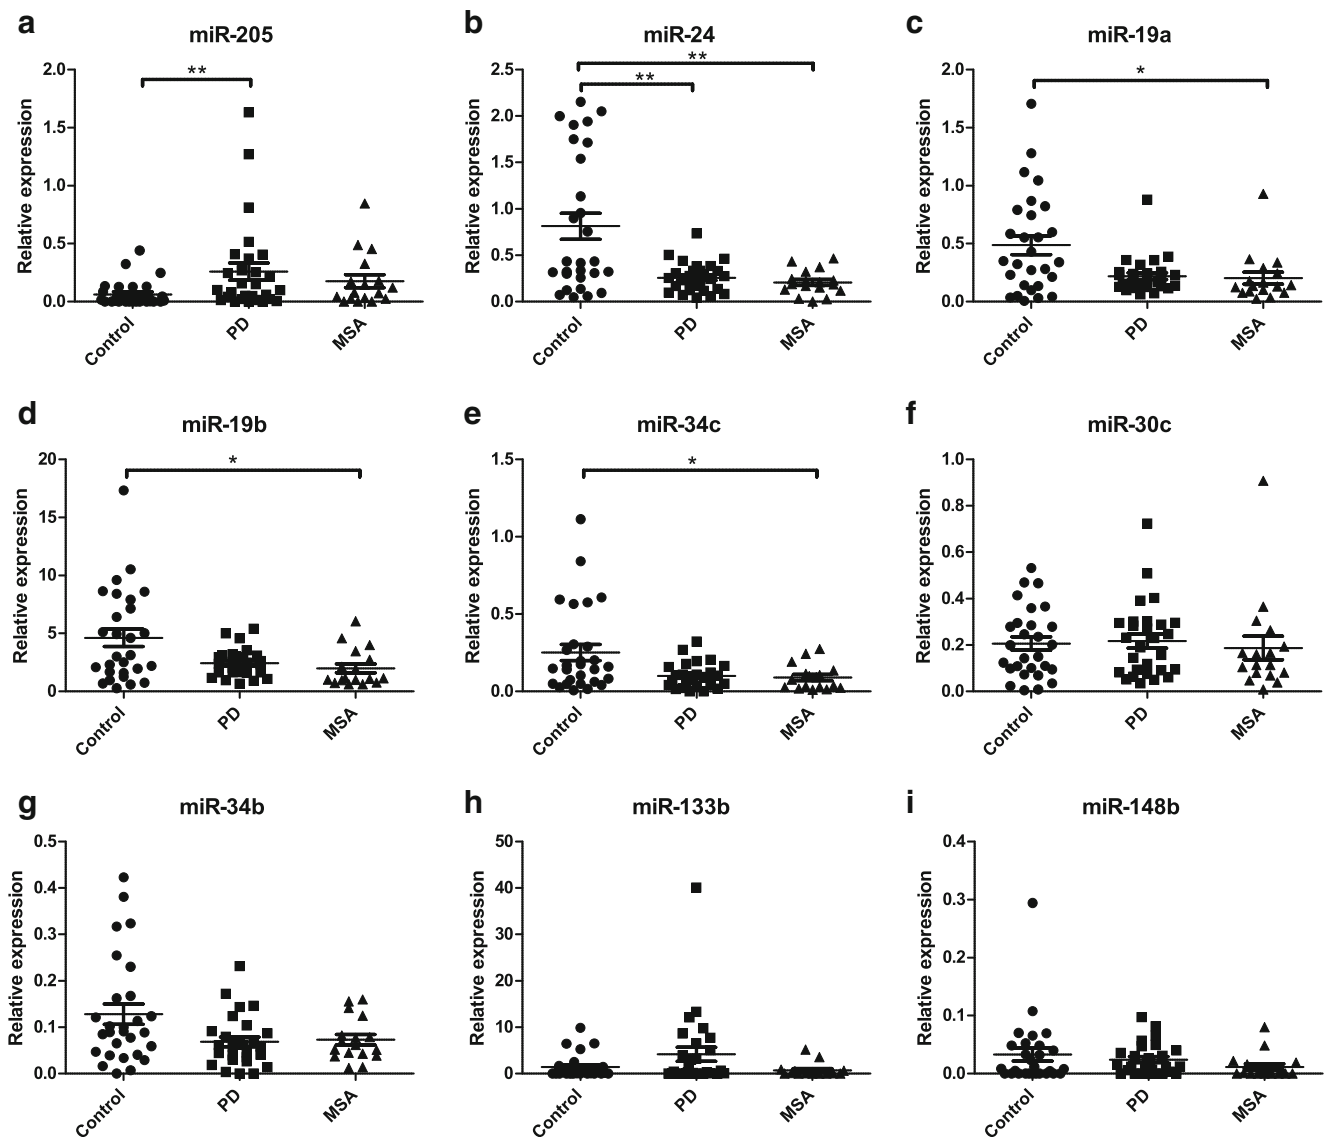 a
miR-205
**
Relative expression
2.0
1.5
1.0
0.5
0.0
Control
PD
MSA
b
miR-24
**
**
Relative expression
2.5
2.0
1.5
1.0
0.5
0.0
Control
PD
MSA
c
miR-19a
*
Relative expression
2.0
1.5
1.0
0.5
0.0
Control
PD
MSA
d
miR-19b
*
Relative expression
20
15
10
5
0
Control
PD
MSA
e
miR-34c
*
Relative expression
1.5
1.0
0.5
0.0
Control
PD
MSA
f
miR-30c
Relative expression
1.0
0.8
0.6
0.4
0.2
0.0
Control
PD
MSA
g
miR-34b
Relative expression
0.5
0.4
0.3
0.2
0.1
0.0
Control
PD
MSA
h
miR-133b
Relative expression
50
40
30
20
10
0
Control
PD
MSA
i
miR-148b
Relative expression
0.4
0.3
0.2
0.1
0.0
Control
PD
MSA